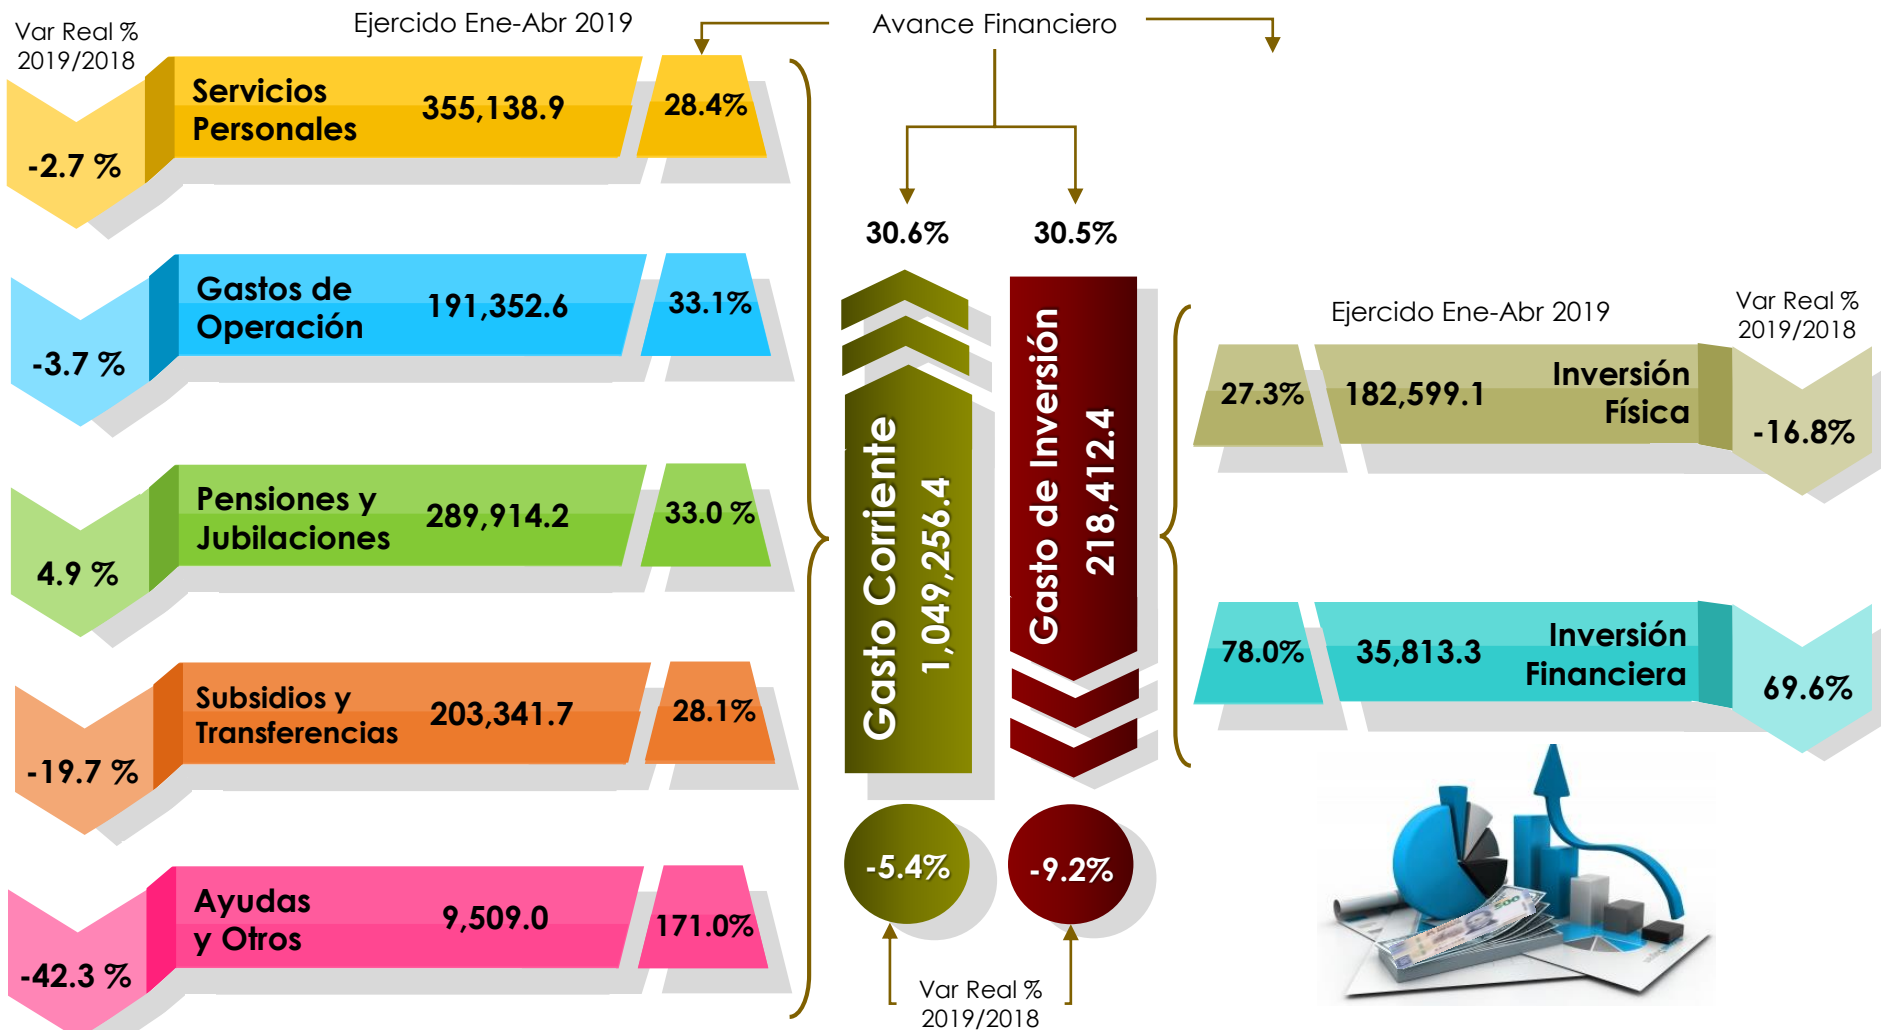 Var Real %
2019/2018
Ejercido Ene-Abr 2019
Avance Financiero
Servicios
Personales
355,138.9
28.4%
-2.7 %
Gastos de
Operación
191,352.6
33.1%
-3.7 %
Pensiones y
Jubilaciones
289,914.2
33.0 %
4.9 %
Subsidios y
Transferencias
203,341.7
28.1%
-19.7 %
Ayudas
y Otros
9,509.0
171.0%
-42.3 %
30.6%
30.5%
Gasto Corriente
1,049,256.4
Gasto de Inversión
218,412.4
-5.4%
-9.2%
Var Real %
2019/2018
Ejercido Ene-Abr 2019
Var Real %
2019/2018
27.3%
182,599.1
Inversión
Física
-16.8%
78.0%
35,813.3
Inversión
Financiera
69.6%
500